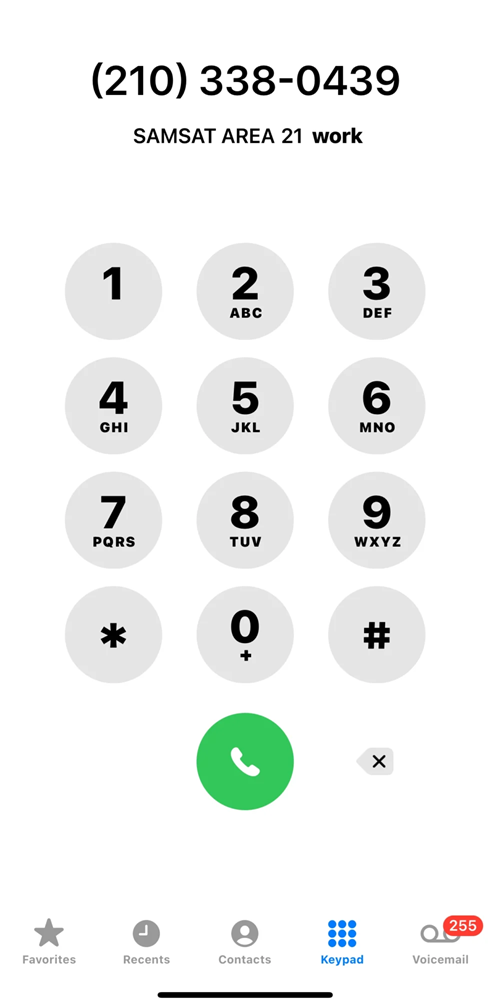 (210) 338-0439
SAMSAT AREA 21 work
1
2
ABC
3
DEF
4
GHI
5
JKL
6
MNO
7
PQRS
8
TUV
9
WXYZ
*
0
+
#
255
Favorites
Recents
Contacts
Keypad
Voicemail